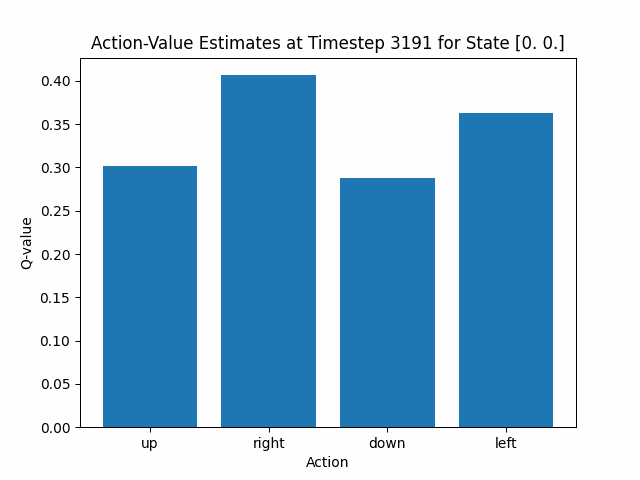 Action-Value Estimates at Timestep 3191 for State [0. 0.]
0.40
0.35
0.30
0.25
0.20
0.15
0.10
0.05
0.00
Q-value
up right down left
Action